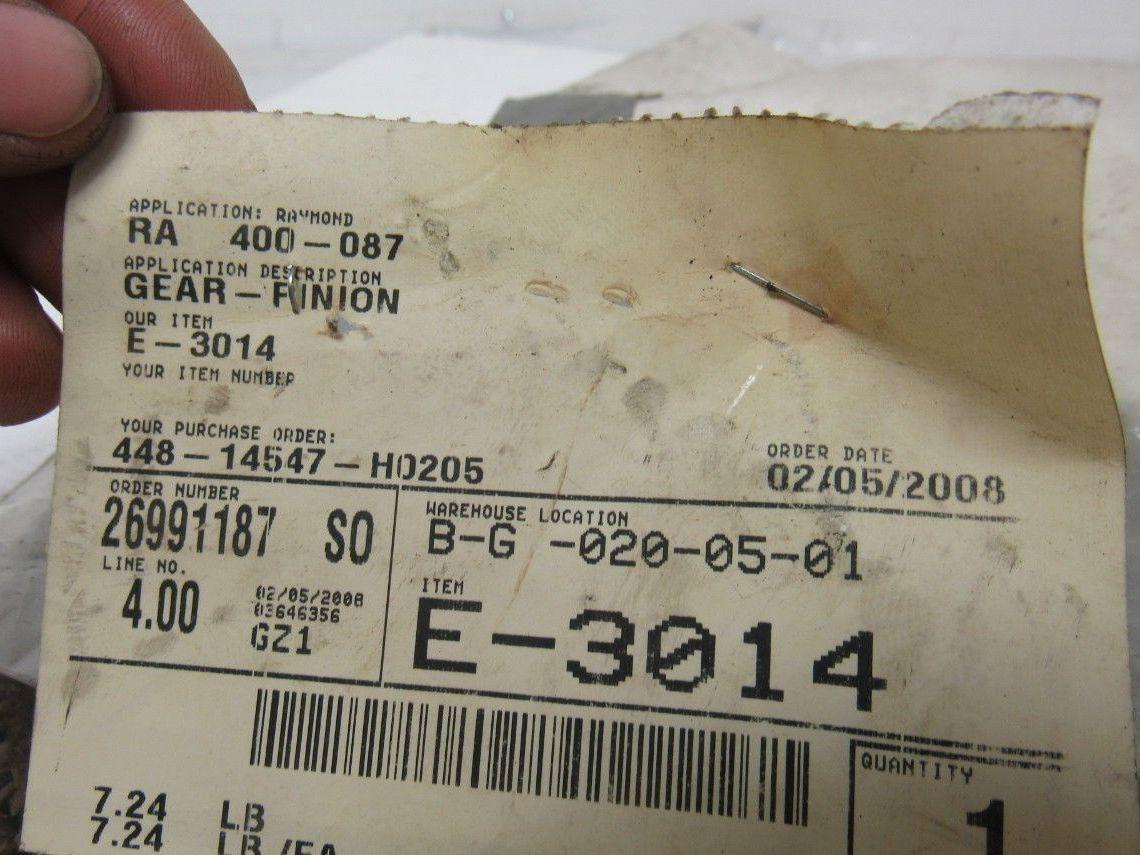 APPLICATION: RAYMOND
RA 400-087
APPLICATION DESCRIPTION
GEAR-PINION
OUR ITEM
E-3014
YOUR ITEM NUMBER
YOUR PURCHASE ORDER:
448-14547-H0205
ORDER DATE
02/05/2008
ORDER NUMBER
26991187 SO
WAREHOUSE LOCATION
B-G -020-05-01
LINE NO.
4.00
02/05/2008
03646356
GZ1
ITEM
E-3014
QUANTITY
1
7.24 LB
7.24 LB/EA